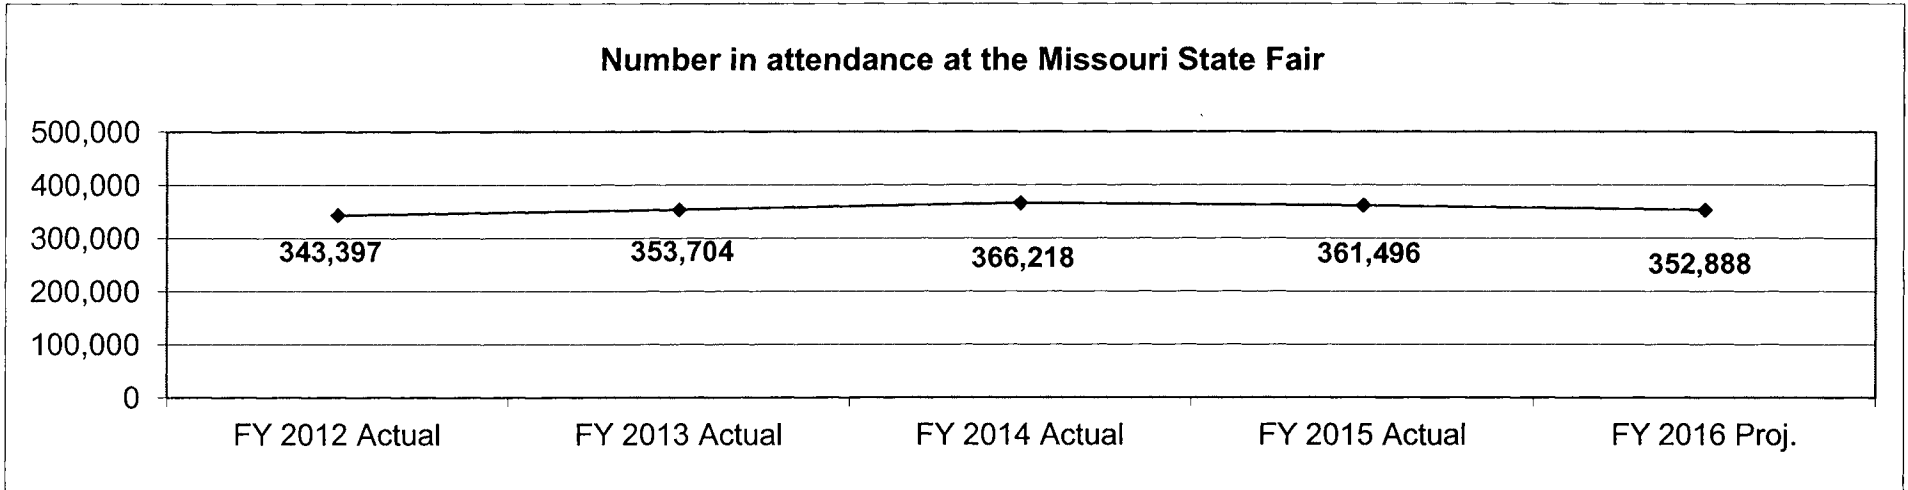 Number in attendance at the Missouri State Fair
500,000
400,000
300,000
200,000
100,000
0
343,397
353,704
366,218
361,496
352,888
FY 2012 Actual
FY 2013 Actual
FY 2014 Actual
FY 2015 Actual
FY 2016 Proj.